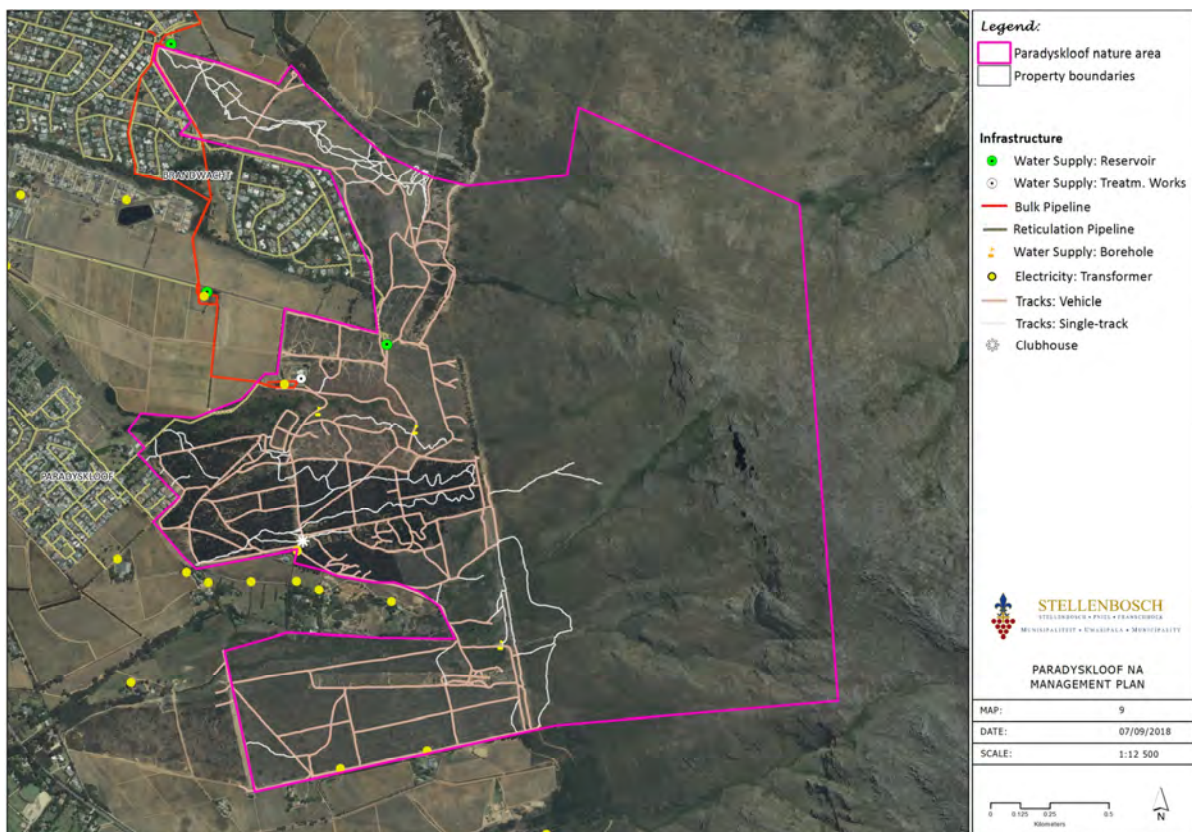 BRANDWACHT
PARADYSKLOOF
Legend:
Paradyskloof nature area
Property boundaries
Infrastructure
Water Supply: Reservoir
Water Supply: Treatm. Works
Bulk Pipeline
Reticulation Pipeline
Water Supply: Borehole
Electricity: Transformer
Tracks: Vehicle
Tracks: Single-track
Clubhouse
STELLENBOSCH
STELLENBOSCH • PNIEL • FRANSCHHOEK
MUNISIPALITEIT • UMASIPALA • MUNICIPALITY
PARADYSKLOOF NA
MANAGEMENT PLAN
MAP: 9
DATE: 07/09/2018
SCALE: 1:12 500
0 0.125 0.25 0.5
Kilometers
N